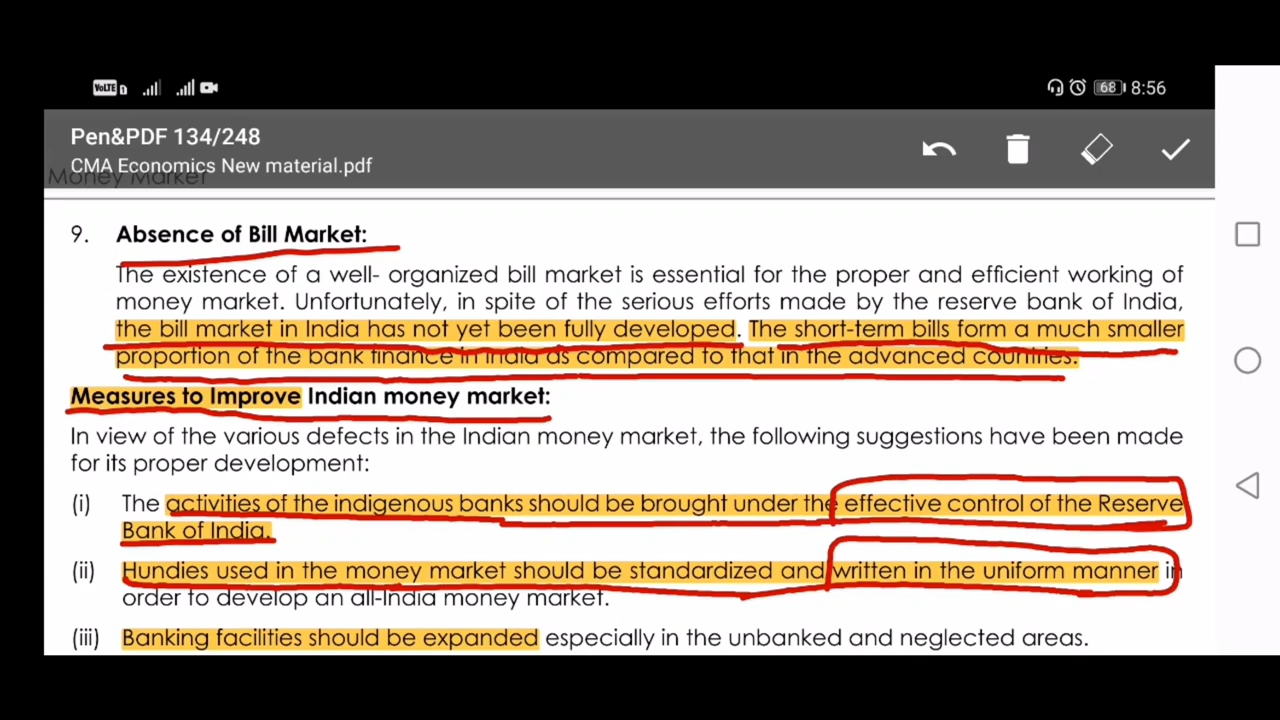 VoLTE 68 8:56
Pen&PDF 134/248
CMA Economics New material.pdf
Money Market
9. Absence of Bill Market:
The existence of a well- organized bill market is essential for the proper and efficient working of
money market. Unfortunately, in spite of the serious efforts made by the reserve bank of India,
the bill market in India has not yet been fully developed. The short-term bills form a much smaller
proportion of the bank finance in India as compared to that in the advanced countries.
Measures to Improve Indian money market:
In view of the various defects in the Indian money market, the following suggestions have been made
for its proper development:
(i) The activities of the indigenous banks should be brought under the effective control of the Reserve
Bank of India.
(ii) Hundies used in the money market should be standardized and written in the uniform manner in
order to develop an all-India money market.
(iii) Banking facilities should be expanded especially in the unbanked and neglected areas.